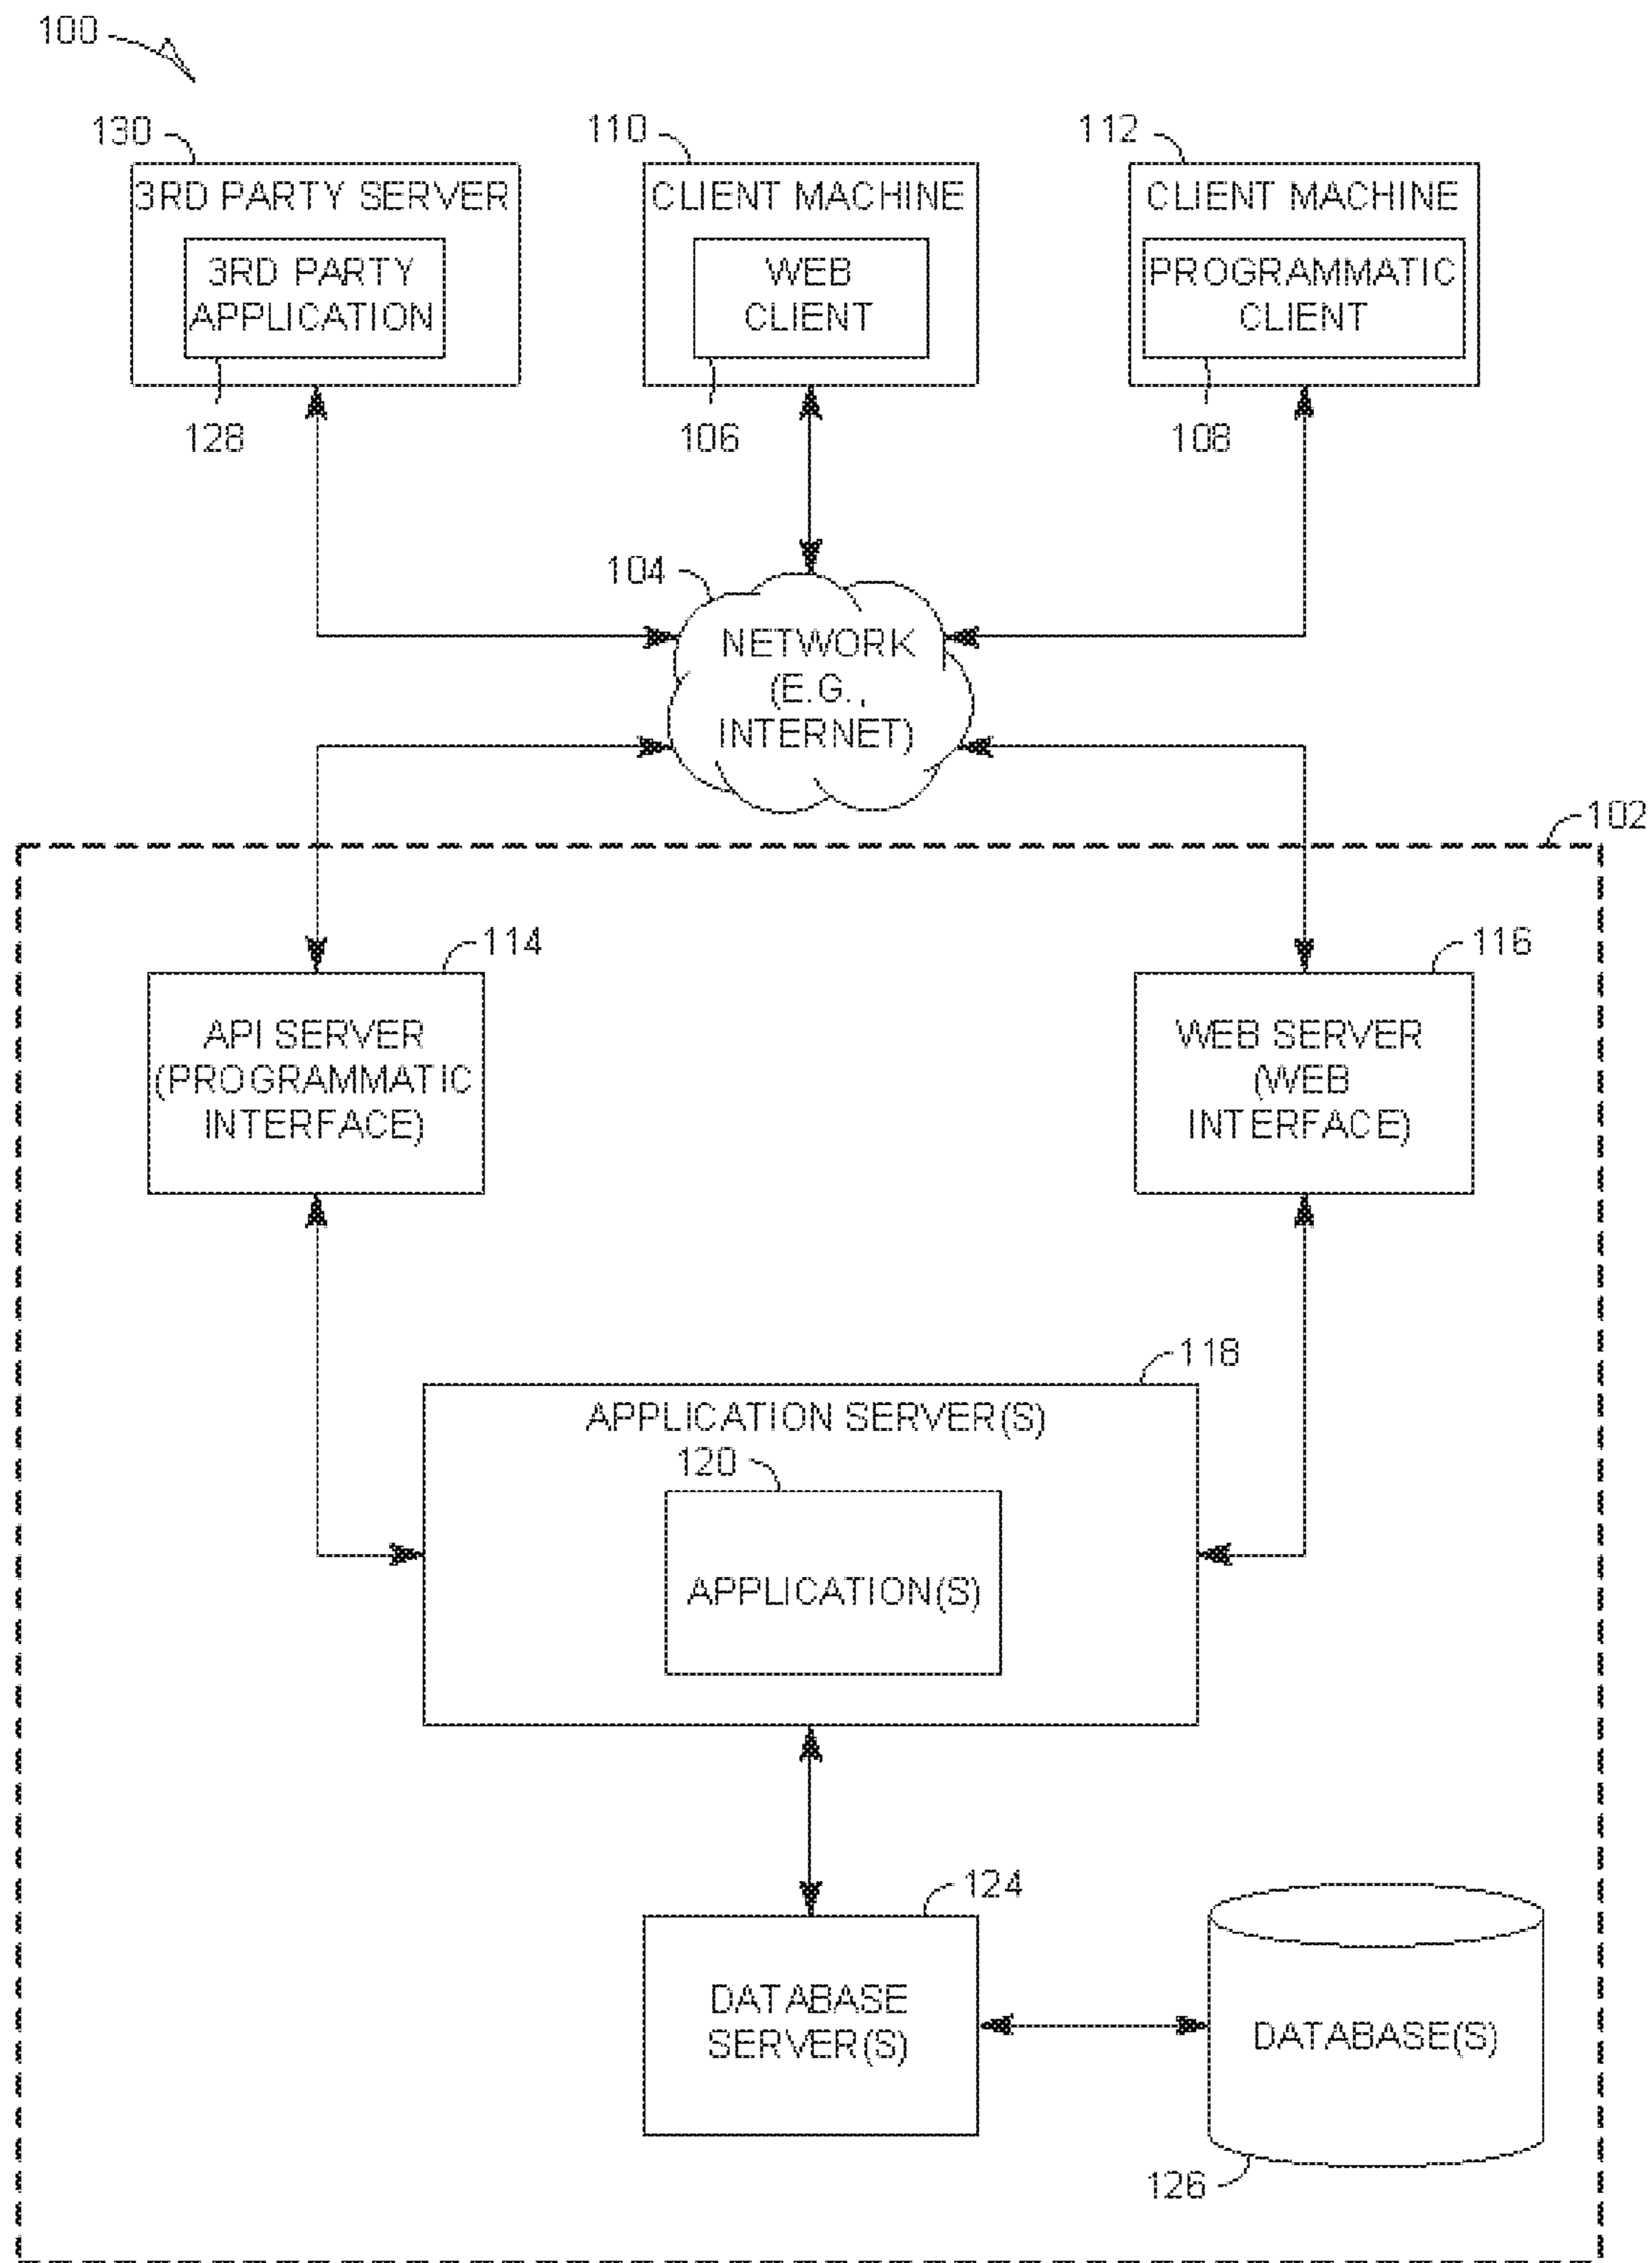 100
130
110
112
3RD PARTY SERVER
CLIENT MACHINE
CLIENT MACHINE
3RD PARTY
APPLICATION
WEB
CLIENT
PROGRAMMATIC
CLIENT
128
106
108
104
NETWORK
(E.G.,
INTERNET)
102
114
116
API SERVER
(PROGRAMMATIC
INTERFACE)
WEB SERVER
(WEB
INTERFACE)
118
APPLICATION SERVER(S)
120
APPLICATION(S)
124
DATABASE
SERVER(S)
DATABASE(S)
126